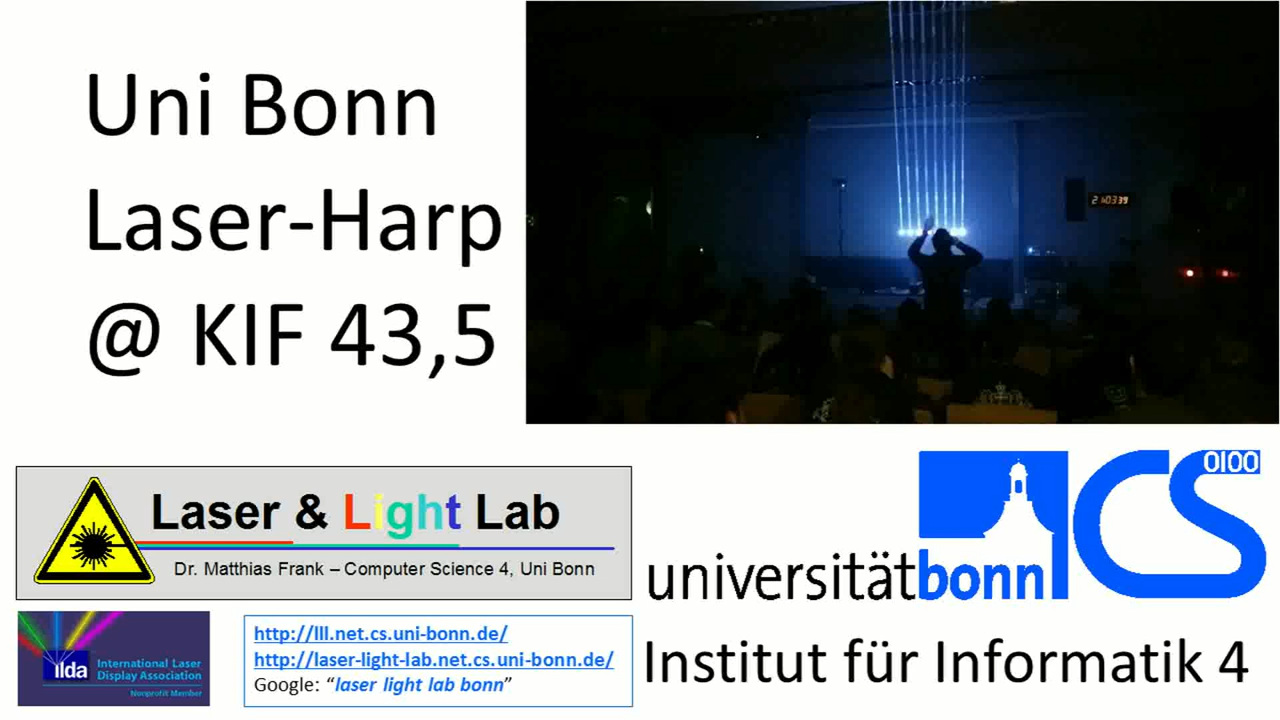 Uni Bonn
Laser-Harp
@ KIF 43,5
Laser & Light Lab
Dr. Matthias Frank – Computer Science 4, Uni Bonn
ilda
International Laser
Display Association
Nonprofit Member
http://lll.net.cs.uni-bonn.de/
http://laser-light-lab.net.cs.uni-bonn.de/
Google: “laser light lab bonn”
CS
0100
universitätbonn
Institut für Informatik 4